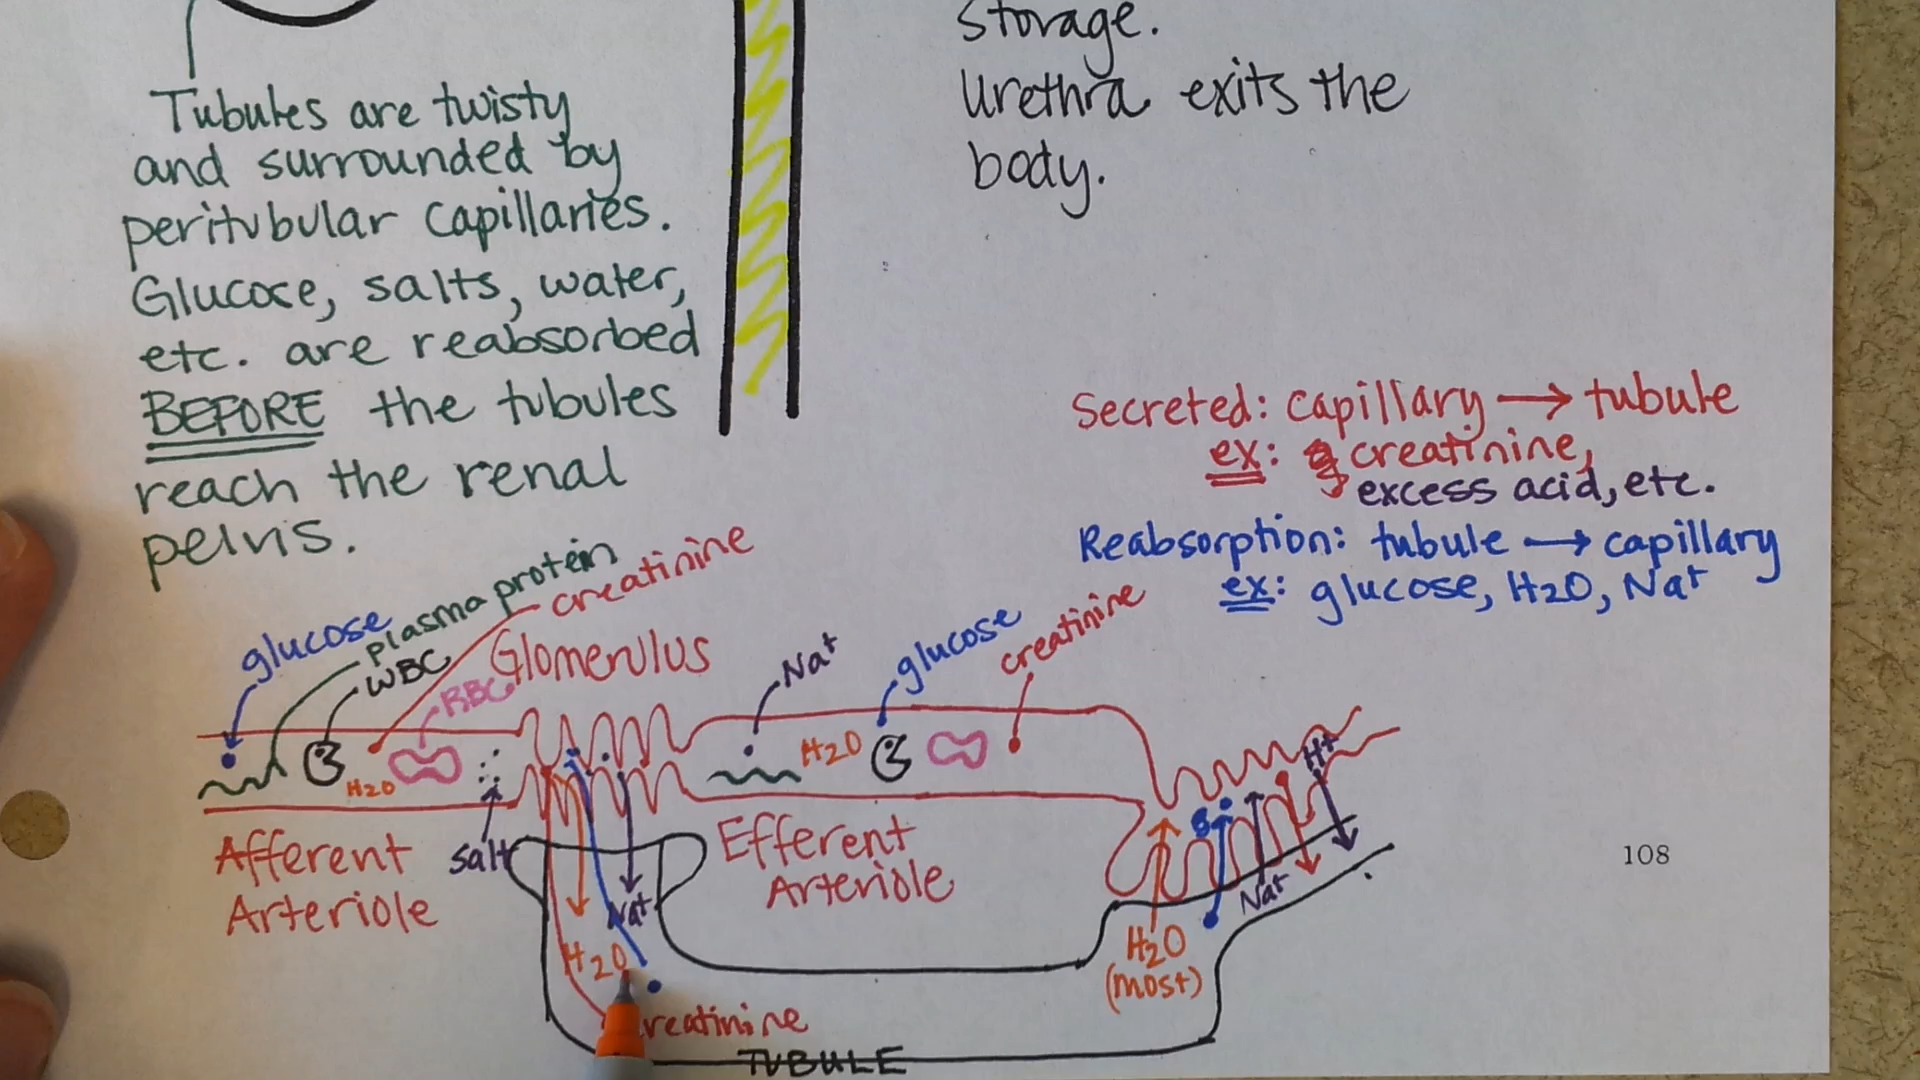 Tubules are twisty
and surrounded by
peritubular capillaries.
Glucose, salts, water,
etc. are reabsorbed
BEFORE the tubules
reach the renal
pelvis.
storage.
Urethra exits the
body.
Secreted: capillary → tubule
ex: creatinine,
excess acid, etc.
Reabsorption: tubule → capillary
ex: glucose, H2O, Na+
glucose
plasma protein
creatinine
WBC
RBC
Glomerulus
Na+
glucose
creatinine
H2O
H2O
H+
Afferent
Arteriole
salt
Efferent
Arteriole
Na+
H2O
reatinine
TUBULE
Na+
H2O
(most)
108